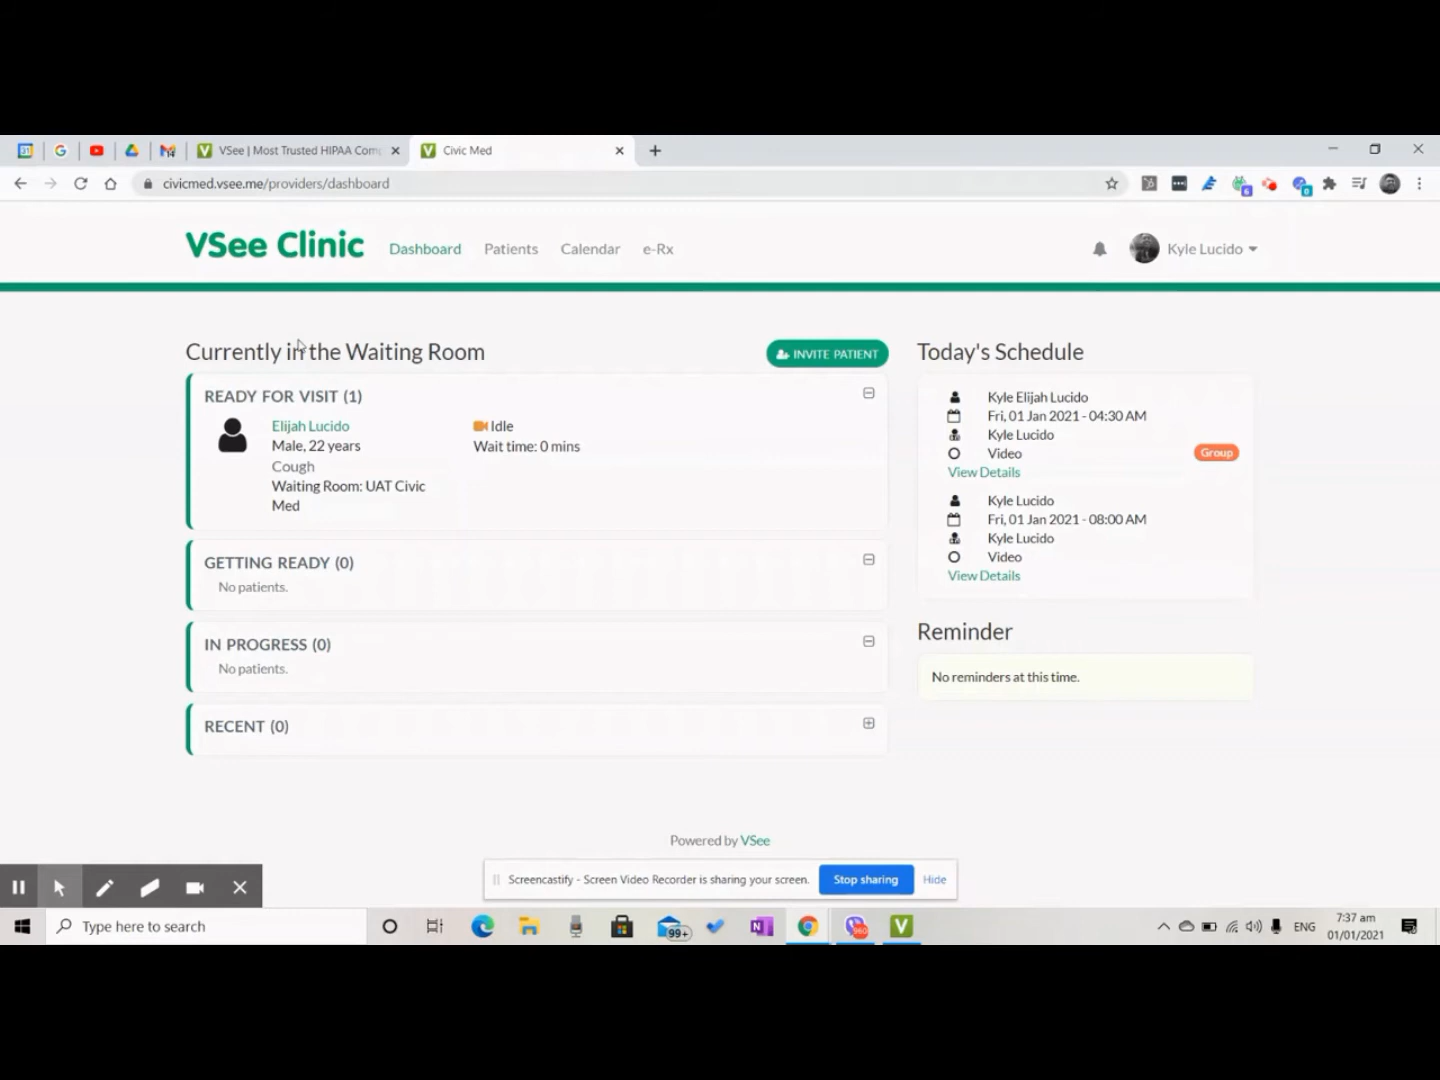 VSee | Most Trusted HIPAA Com
Civic Med
civicmed.vsee.me/providers/dashboard
VSee Clinic
Dashboard
Patients
Calendar
e-Rx
Kyle Lucido
Currently in the Waiting Room
INVITE PATIENT
READY FOR VISIT (1)
Elijah Lucido
Male, 22 years
Cough
Waiting Room: UAT Civic
Med
Idle
Wait time: 0 mins
GETTING READY (0)
No patients.
IN PROGRESS (0)
No patients.
RECENT (0)
Today's Schedule
Kyle Elijah Lucido
Fri, 01 Jan 2021 - 04:30 AM
Kyle Lucido
Video
Group
View Details
Kyle Lucido
Fri, 01 Jan 2021 - 08:00 AM
Kyle Lucido
Video
View Details
Reminder
No reminders at this time.
Powered by VSee
Screencastify - Screen Video Recorder is sharing your screen.
Stop sharing
Hide
Type here to search
99+
ENG
7:37 am
01/01/2021